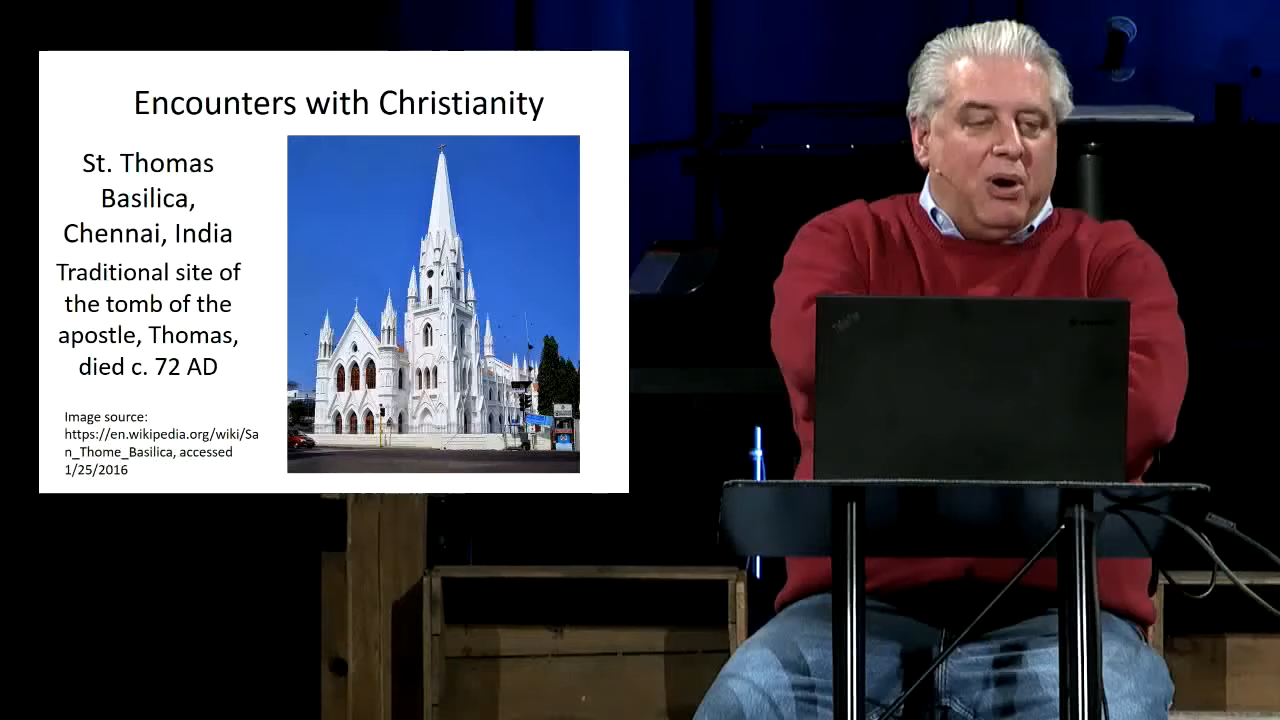 Encounters with Christianity
St. Thomas
Basilica,
Chennai, India
Traditional site of
the tomb of the
apostle, Thomas,
died c. 72 AD
Image source:
https://en.wikipedia.org/wiki/Sa
n_Thome_Basilica, accessed
1/25/2016
ThinkPad